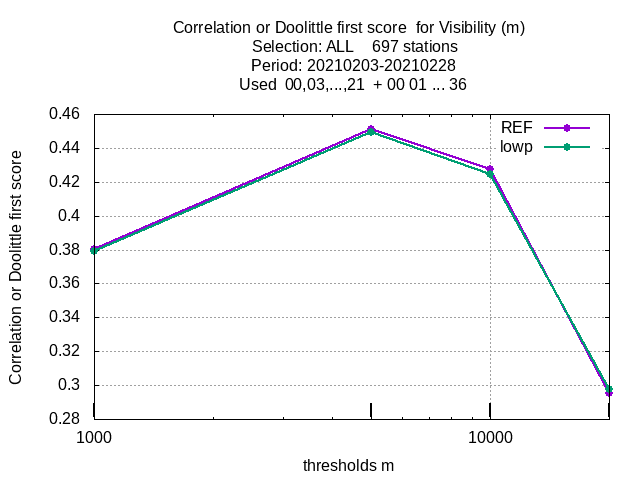 Correlation or Doolittle first score  for Visibility (m)
Selection: ALL    697 stations
Period: 20210203-20210228
Used  00,03,...,21  + 00 01 ... 36
Correlation or Doolittle first score
0.46
0.44
0.42
0.4
0.38
0.36
0.34
0.32
0.3
0.28
REF
lowp
1000
10000
thresholds m